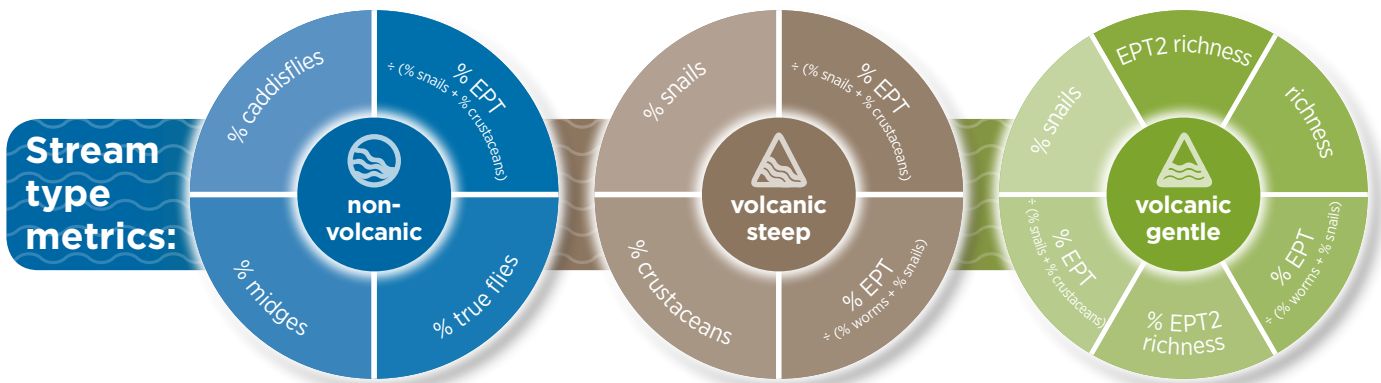 Stream
type
metrics:
% caddisflies
% EPT
÷ (% snails + % crustaceans)
non-
volcanic
% midges
% true flies
% snails
% EPT
÷ (% snails + % crustaceans)
volcanic
steep
% crustaceans
% EPT
÷ (% worms + % snails)
% snails
EPT2 richness
richness
volcanic
gentle
% EPT
÷ (% snails + % crustaceans)
% EPT2
richness
% EPT
÷ (% worms + % snails)